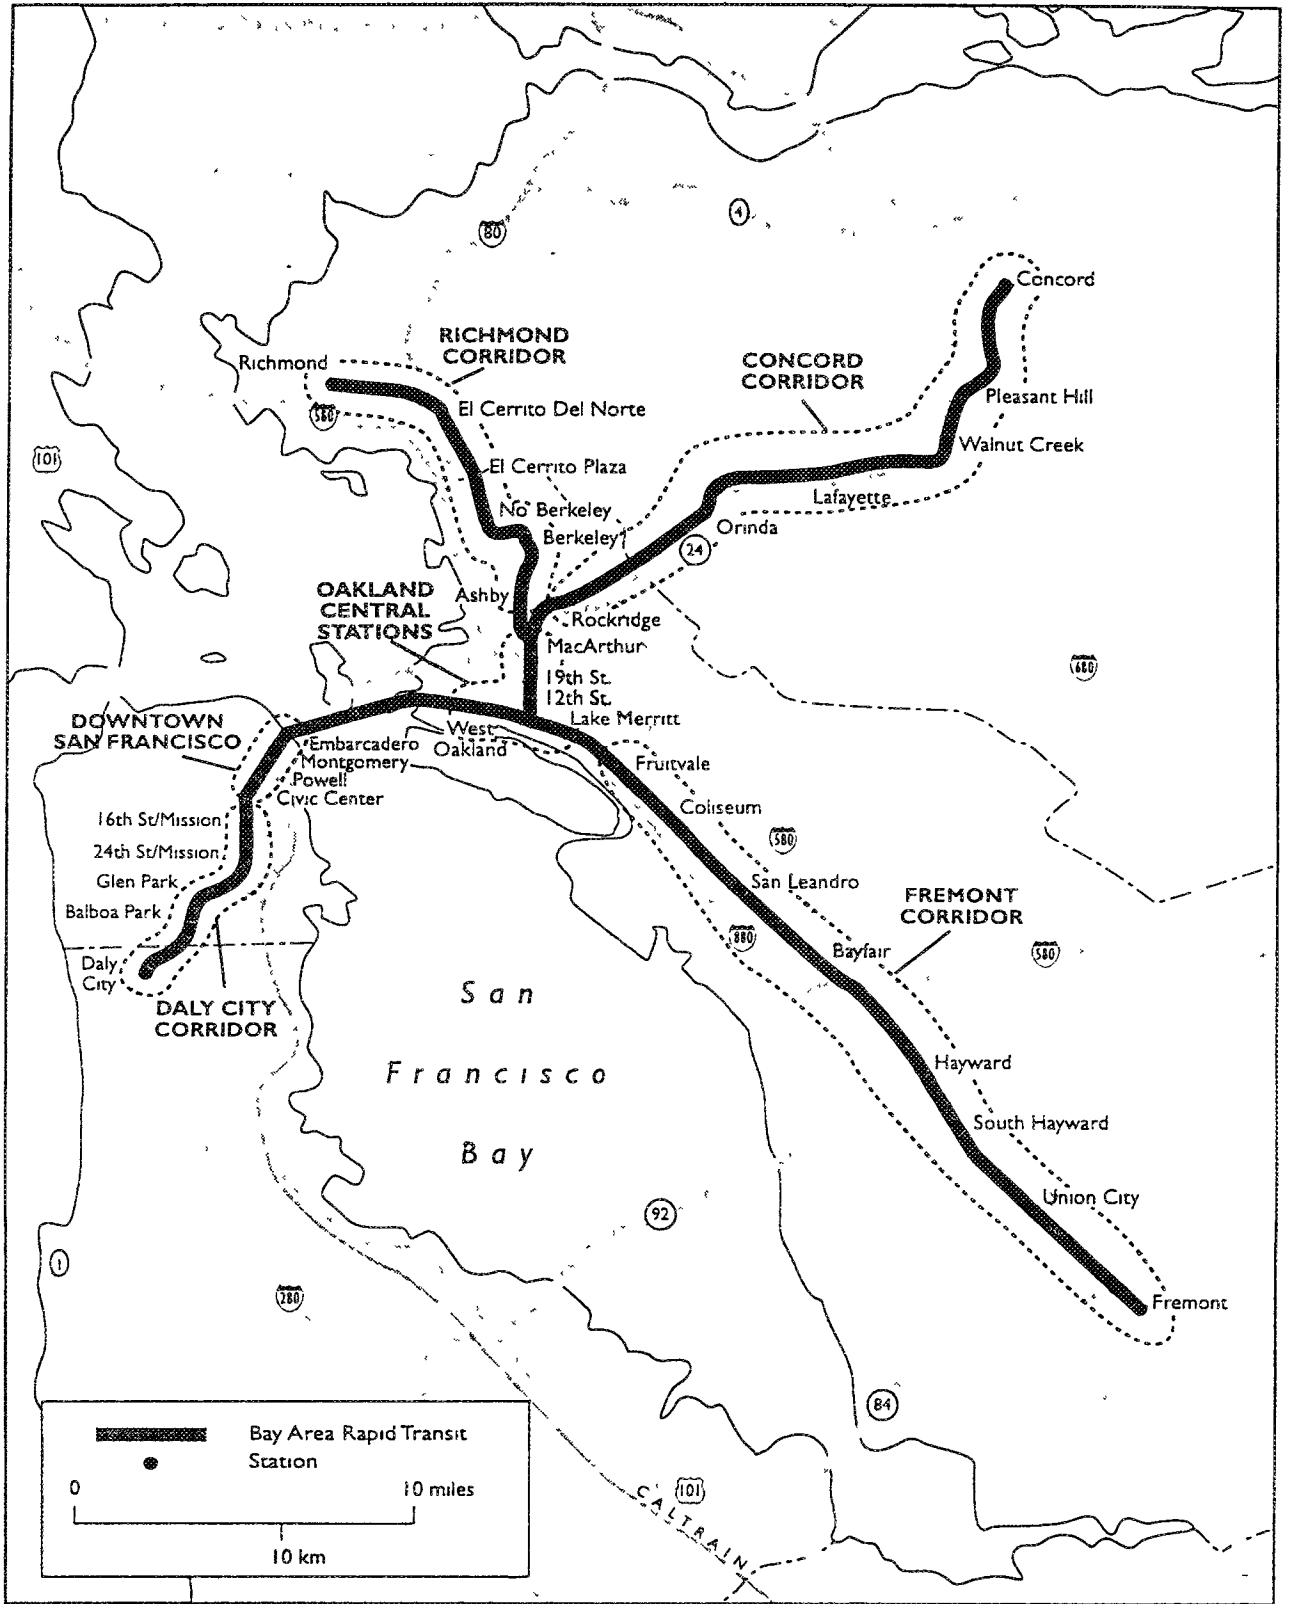 4
80
Concord
RICHMOND
CORRIDOR
CONCORD
CORRIDOR
Richmond
Pleasant Hill
El Cerrito Del Norte
580
Walnut Creek
101
El Cerrito Plaza
Lafayette
No Berkeley
Orinda
Berkeley
24
OAKLAND
CENTRAL
STATIONS
Ashby
Rockridge
MacArthur
680
19th St.
12th St.
Lake Merritt
DOWNTOWN
SAN FRANCISCO
West
Oakland
Embarcadero
Montgomery
Powell
Civic Center
Fruitvale
Coliseum
16th St/Mission
24th St/Mission
580
Glen Park
San Leandro
Balboa Park
FREMONT
CORRIDOR
880
Bayfair
580
Daly
City
DALY CITY
CORRIDOR
San
Francisco
Bay
Hayward
South Hayward
Union City
92
1
280
Fremont
84
Bay Area Rapid Transit
Station
0 10 miles
10 km
101
CALTRAIN